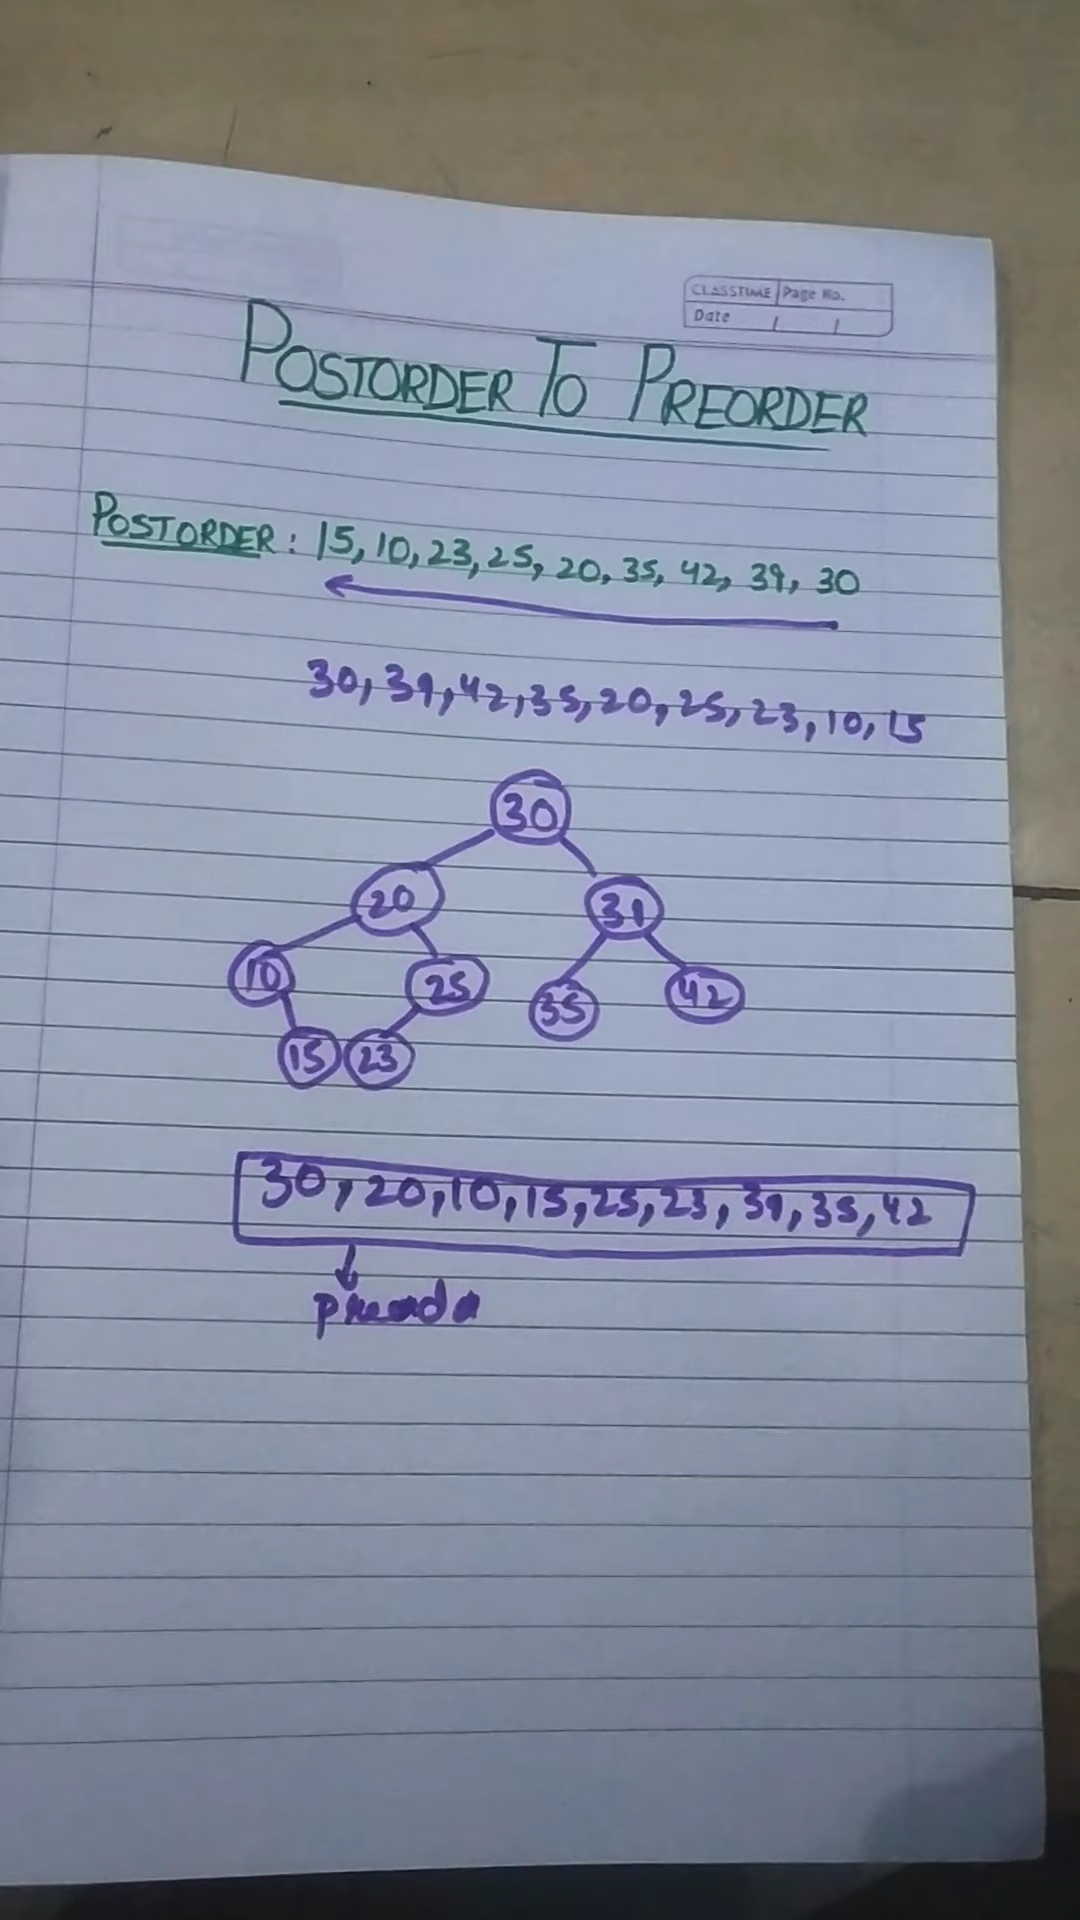 CLASSTIME Page No.
Date / /
POSTORDER TO PREORDER
POSTORDER: 15, 10, 23, 25, 20, 35, 42, 39, 30
30, 39, 42, 35, 20, 25, 23, 10, 15
30
20 39
10 25 35 42
15 23
30, 20, 10, 15, 25, 23, 39, 35, 42